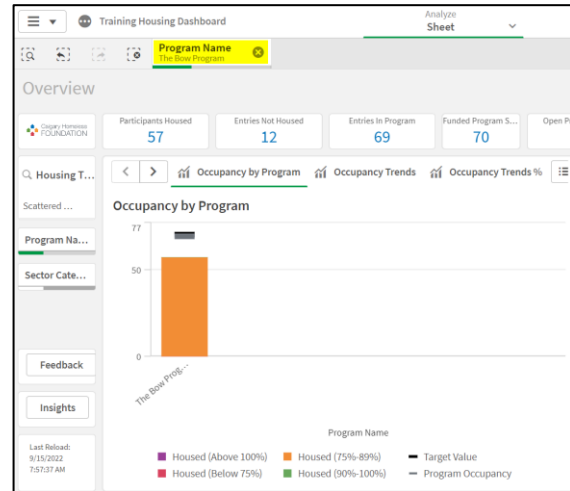 Training Housing Dashboard
Analyze
Sheet
Program Name
The Bow Program
Overview
Calgary Homeless
FOUNDATION
Participants Housed
57
Entries Not Housed
12
Entries In Program
69
Funded Program S...
70
Open P
Housing T...
Scattered ...
Program Na...
Sector Cate...
Feedback
Insights
Last Reload:
9/15/2022
7:57:37 AM
Occupancy by Program
Occupancy Trends
Occupancy Trends %
Occupancy by Program
77
50
0
The Bow Prog...
Program Name
Housed (Above 100%)
Housed (75%-89%)
Target Value
Housed (Below 75%)
Housed (90%-100%)
Program Occupancy